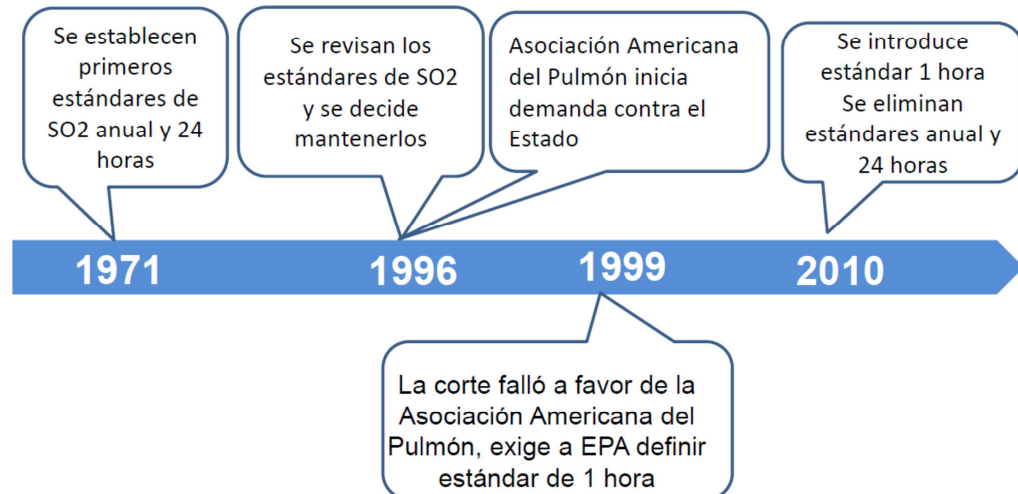 Se establecen
primeros
estándares de
SO2 anual y 24
horas
Se revisan los
estándares de SO2
y se decide
mantenerlos
Asociación Americana
del Pulmón inicia
demanda contra el
Estado
Se introduce
estándar 1 hora
Se eliminan
estándares anual y
24 horas
1971
1996
1999
2010
La corte falló a favor de la
Asociación Americana del
Pulmón, exige a EPA definir
estándar de 1 hora